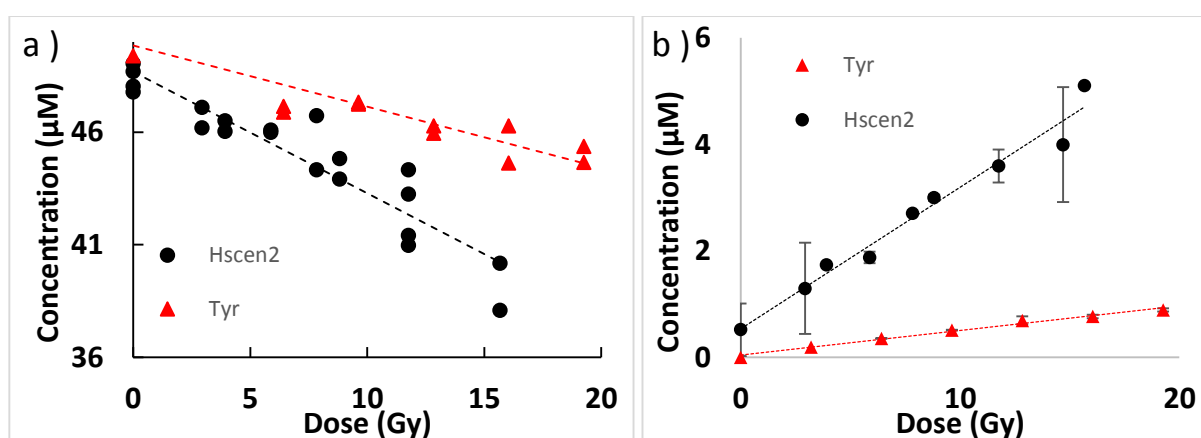 a )
Concentration (µM)
46
41
36
Hscen2
Tyr
0
5
10
15
20
Dose (Gy)
b )
Concentration (µM)
6
4
2
0
Tyr
Hscen2
0
10
20
Dose (Gy)